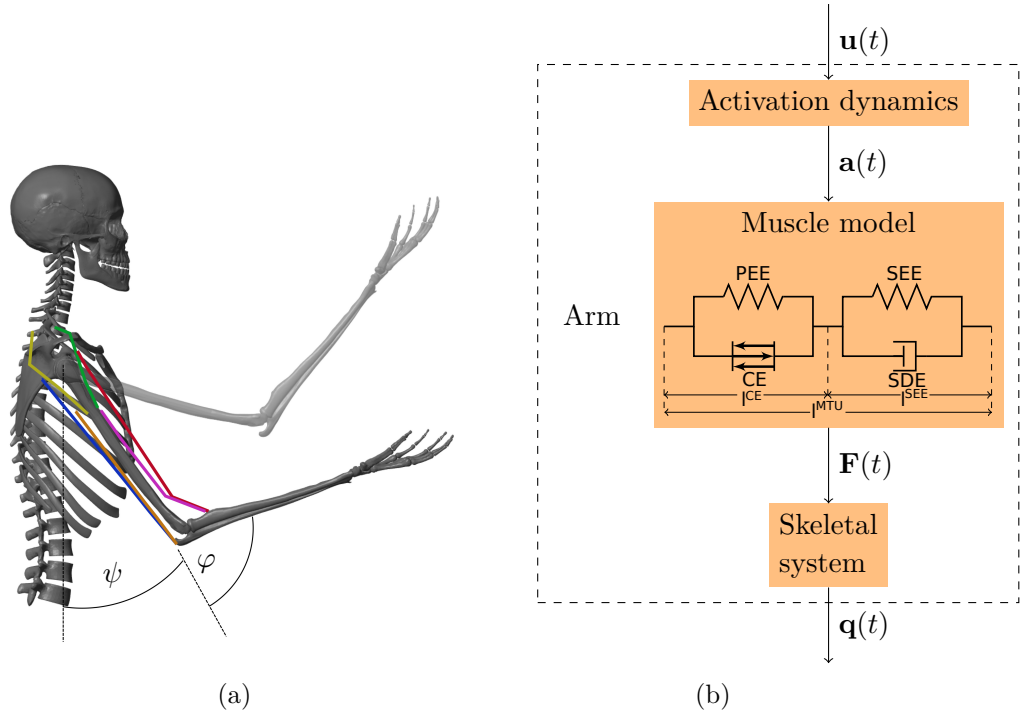 ψ
φ
(a)
u(t)
Activation dynamics
a(t)
Muscle model
PEE
SEE
Arm
CE
SDE
l^CE
l^MTU
l^SEE
F(t)
Skeletal
system
q(t)
(b)